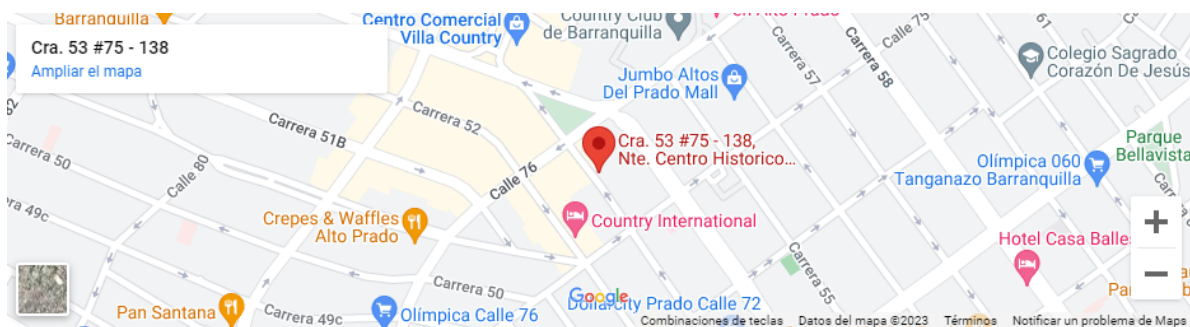 Barranquilla
Cra. 53 #75 - 138
Ampliar el mapa
Centro Comercial
Villa Country
Country Club
de Barranquilla
en Alto Prado
Calle 75
61
Carrera 57
Carrera 58
Colegio Sagrado
Corazón De Jesús
Jumbo Altos
Del Prado Mall
Carrera 52
Carrera 51B
Carrera 50
Calle 80
Cra. 53 #75 - 138,
Nte. Centro Historico...
Parque
Bellavista
Olímpica 060
Tanganazo Barranquilla
Calle 76
Crepes & Waffles
Alto Prado
Country International
Carrera 55
Hotel Casa Balles
Carrera 50
Pan Santana
Carrera 49c
Olímpica Calle 76
Google
Dollarcity Prado Calle 72
Combinaciones de teclas Datos del mapa ©2023 Términos Notificar un problema de Maps